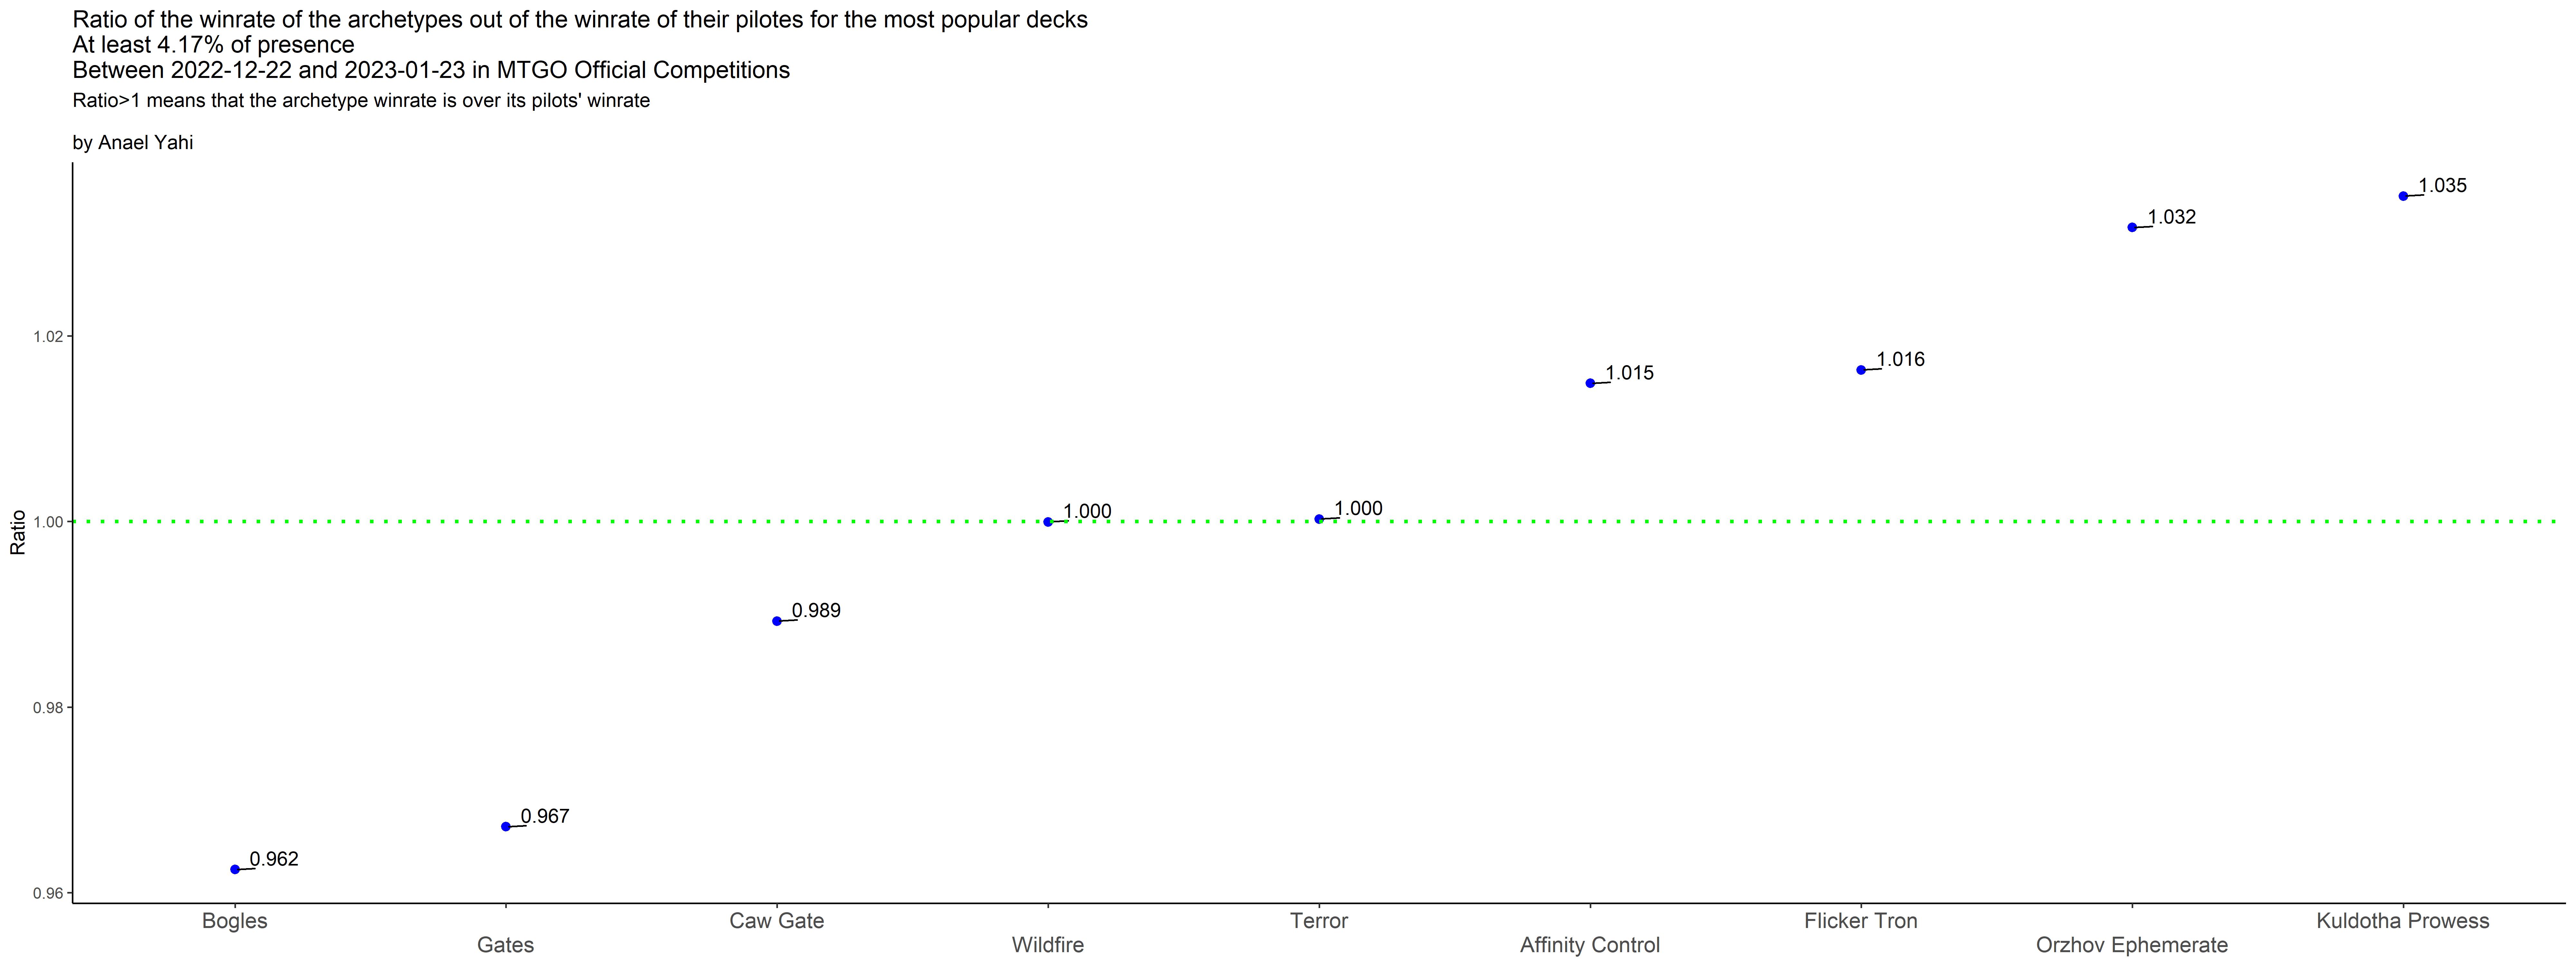 Ratio of the winrate of the archetypes out of the winrate of their pilotes for the most popular decks
At least 4.17% of presence
Between 2022-12-22 and 2023-01-23 in MTGO Official Competitions
Ratio>1 means that the archetype winrate is over its pilots' winrate
by Anael Yahi
1.035
1.032
1.02
1.016
1.015
1.00
1.000
1.000
Ratio
0.989
0.98
0.967
0.962
0.96
Bogles
Gates
Caw Gate
Wildfire
Terror
Affinity Control
Flicker Tron
Orzhov Ephemerate
Kuldotha Prowess